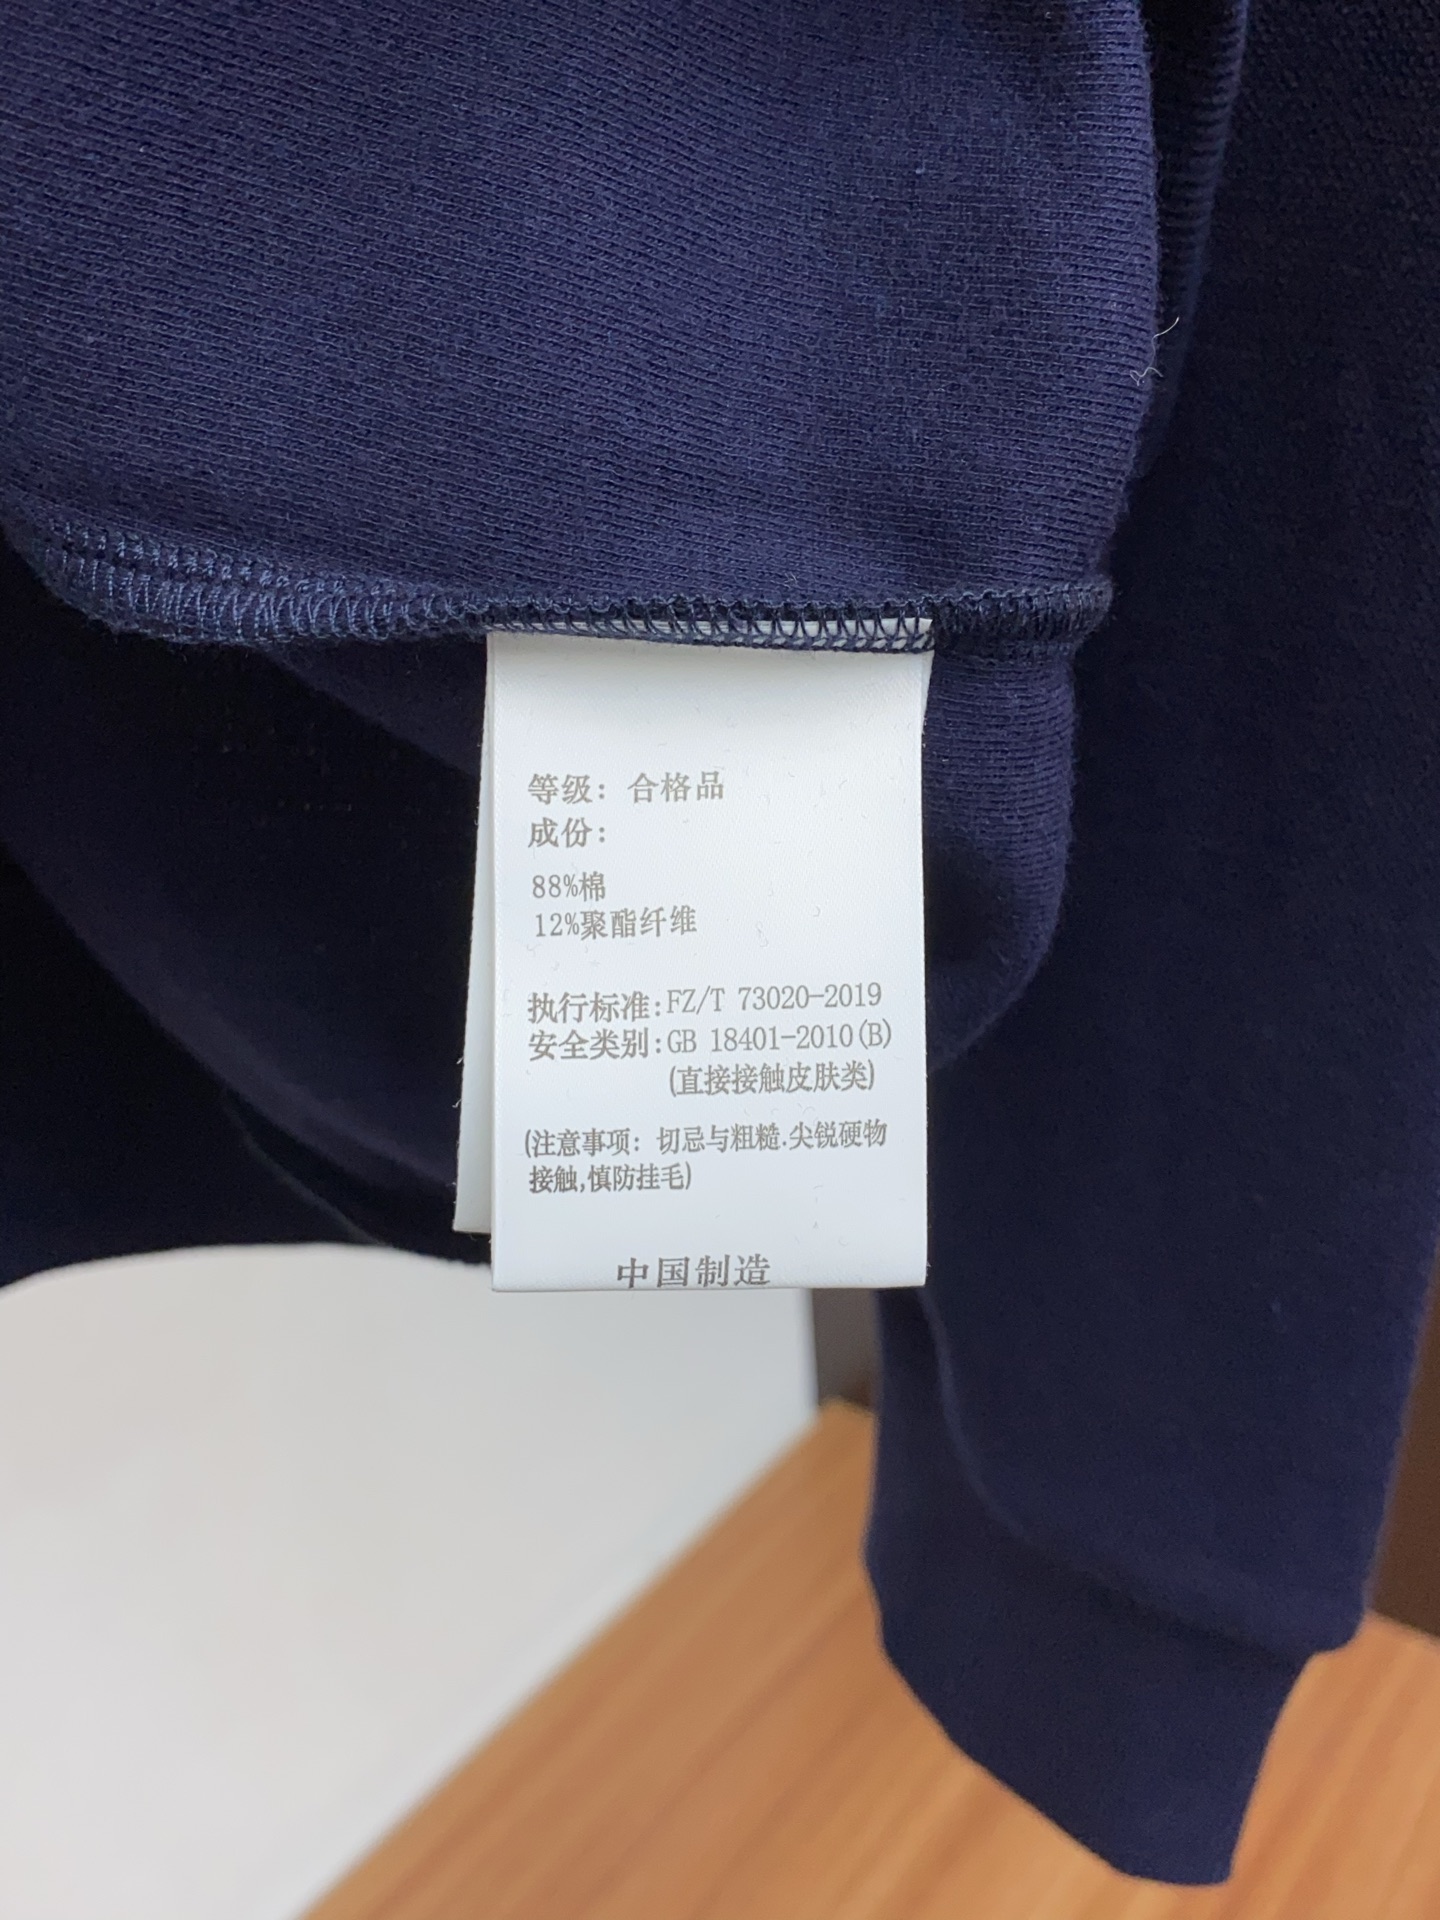 等级: 合格品
成份:
88%棉
12%聚酯纤维
执行标准:FZ/T 73020-2019
安全类别:GB 18401-2010(B)
(直接接触皮肤类)
(注意事项: 切忌与粗糙.尖锐硬物
接触,慎防挂毛)
中国制造